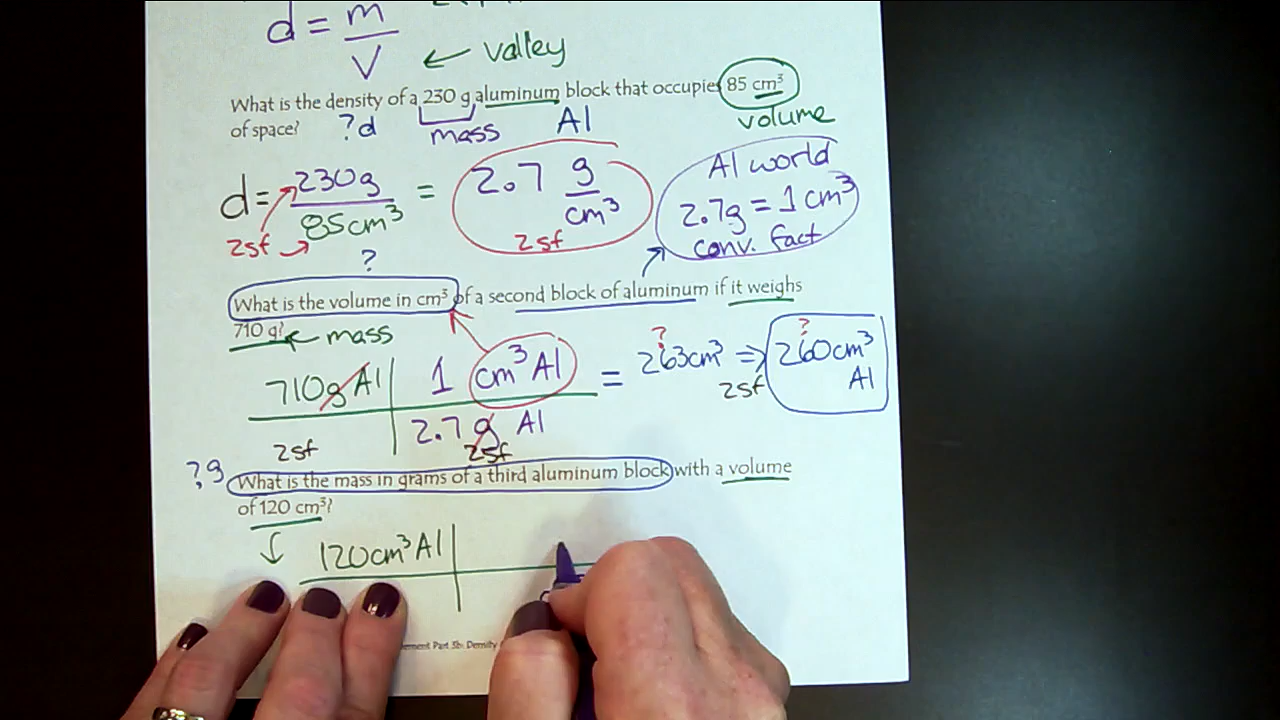 d = m
V
← valley
What is the density of a 230 g aluminum block that occupies 85 cm³
of space?
?d
mass
Al
volume
d = 230g
85cm³
= 2.7 g
cm³
2sf
2sf
Al world
2.7g = 1 cm³
conv. fact
?
What is the volume in cm³ of a second block of aluminum if it weighs
710 g?
← mass
710g Al | 1 cm³ Al
2.7 g Al
2sf
2sf
= 263cm³ ⇒ 260cm³
Al
?
?
2sf
?g
What is the mass in grams of a third aluminum block with a volume
of 120 cm³?
120cm³ Al
Part 3b: Density